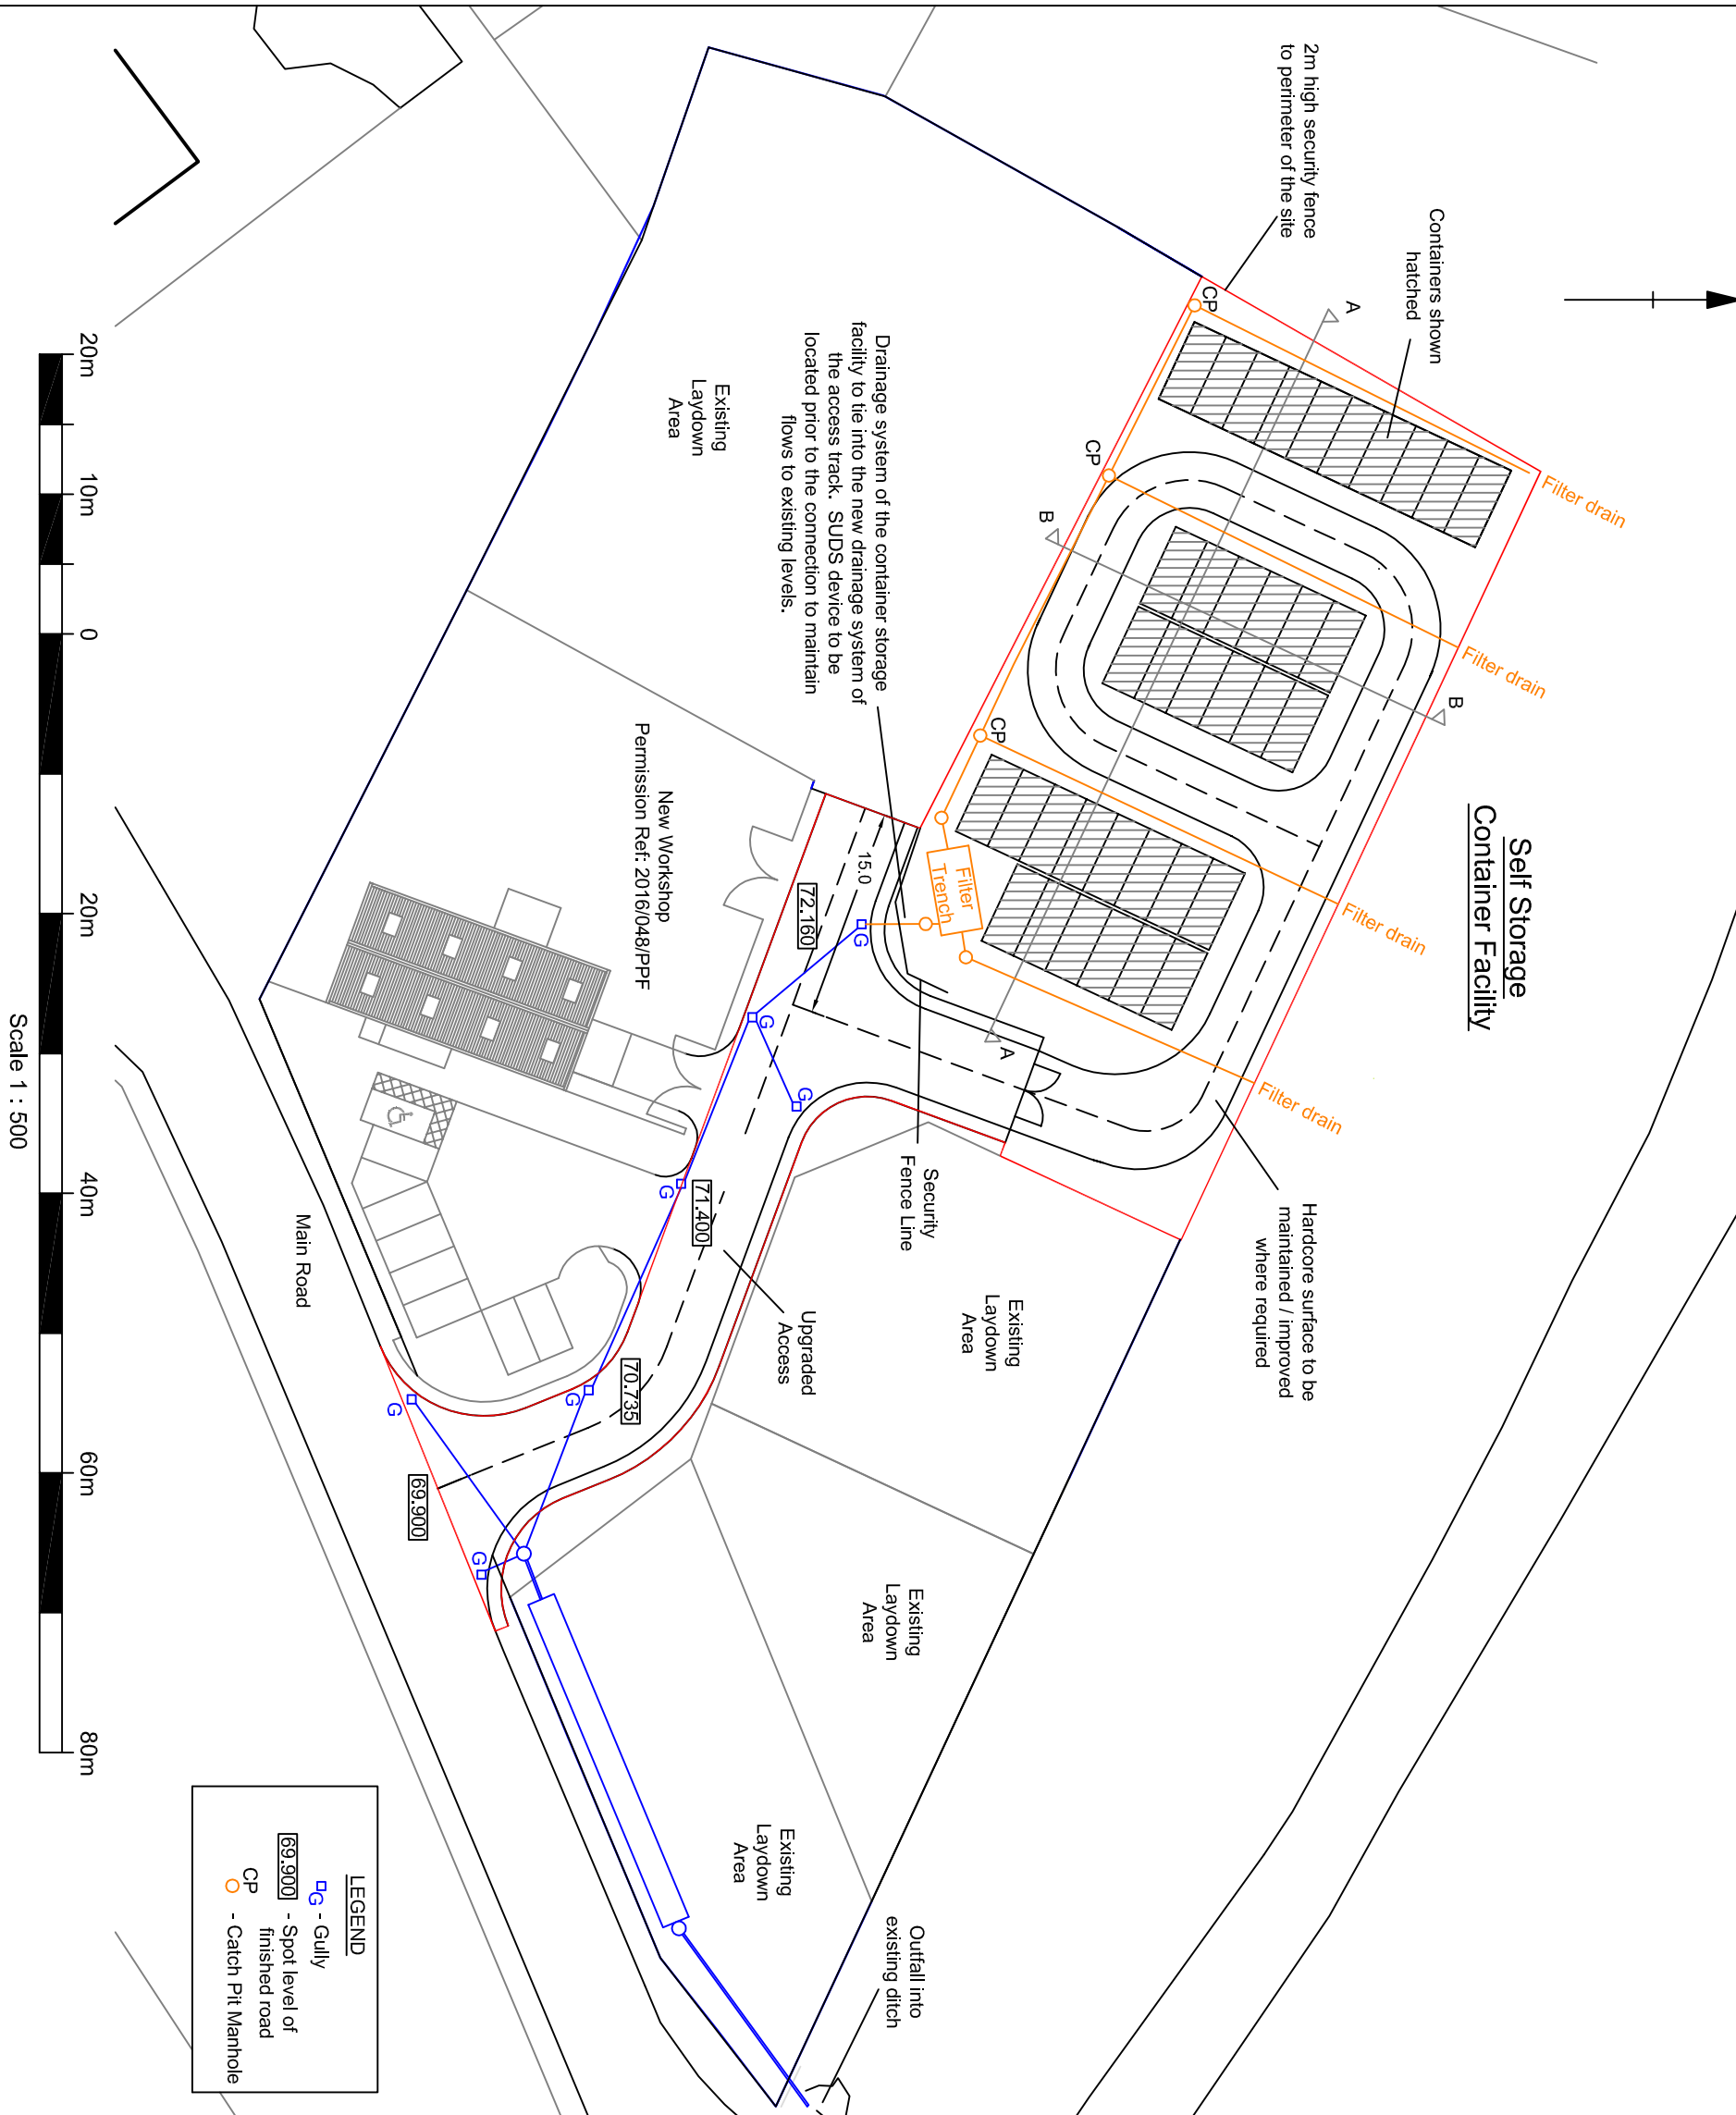 Self Storage
Container Facility
2m high security fence
to perimeter of the site
Containers shown
hatched
A
CP
Filter drain
CP
B
Filter drain
B
Drainage system of the container storage
facility to tie into the new drainage system of
the access track. SUDS device to be
located prior to the connection to maintain
flows to existing levels.
CP
Filter
Trench
Filter drain
Filter drain
A
Existing
Laydown
Area
New Workshop
Permission Ref: 2016/048/PPF
15.0
72.160
G
G
G
G
71.400
Security
Fence Line
Hardcore surface to be
maintained / improved
where required
Existing
Laydown
Area
Upgraded
Access
Main Road
70.735
G
G
69.900
G
Existing
Laydown
Area
Existing
Laydown
Area
Outfall into
existing ditch
20m
10m
0
20m
40m
60m
80m
Scale 1 : 500
LEGEND
G - Gully
69.900 - Spot level of
finished road
CP - Catch Pit Manhole